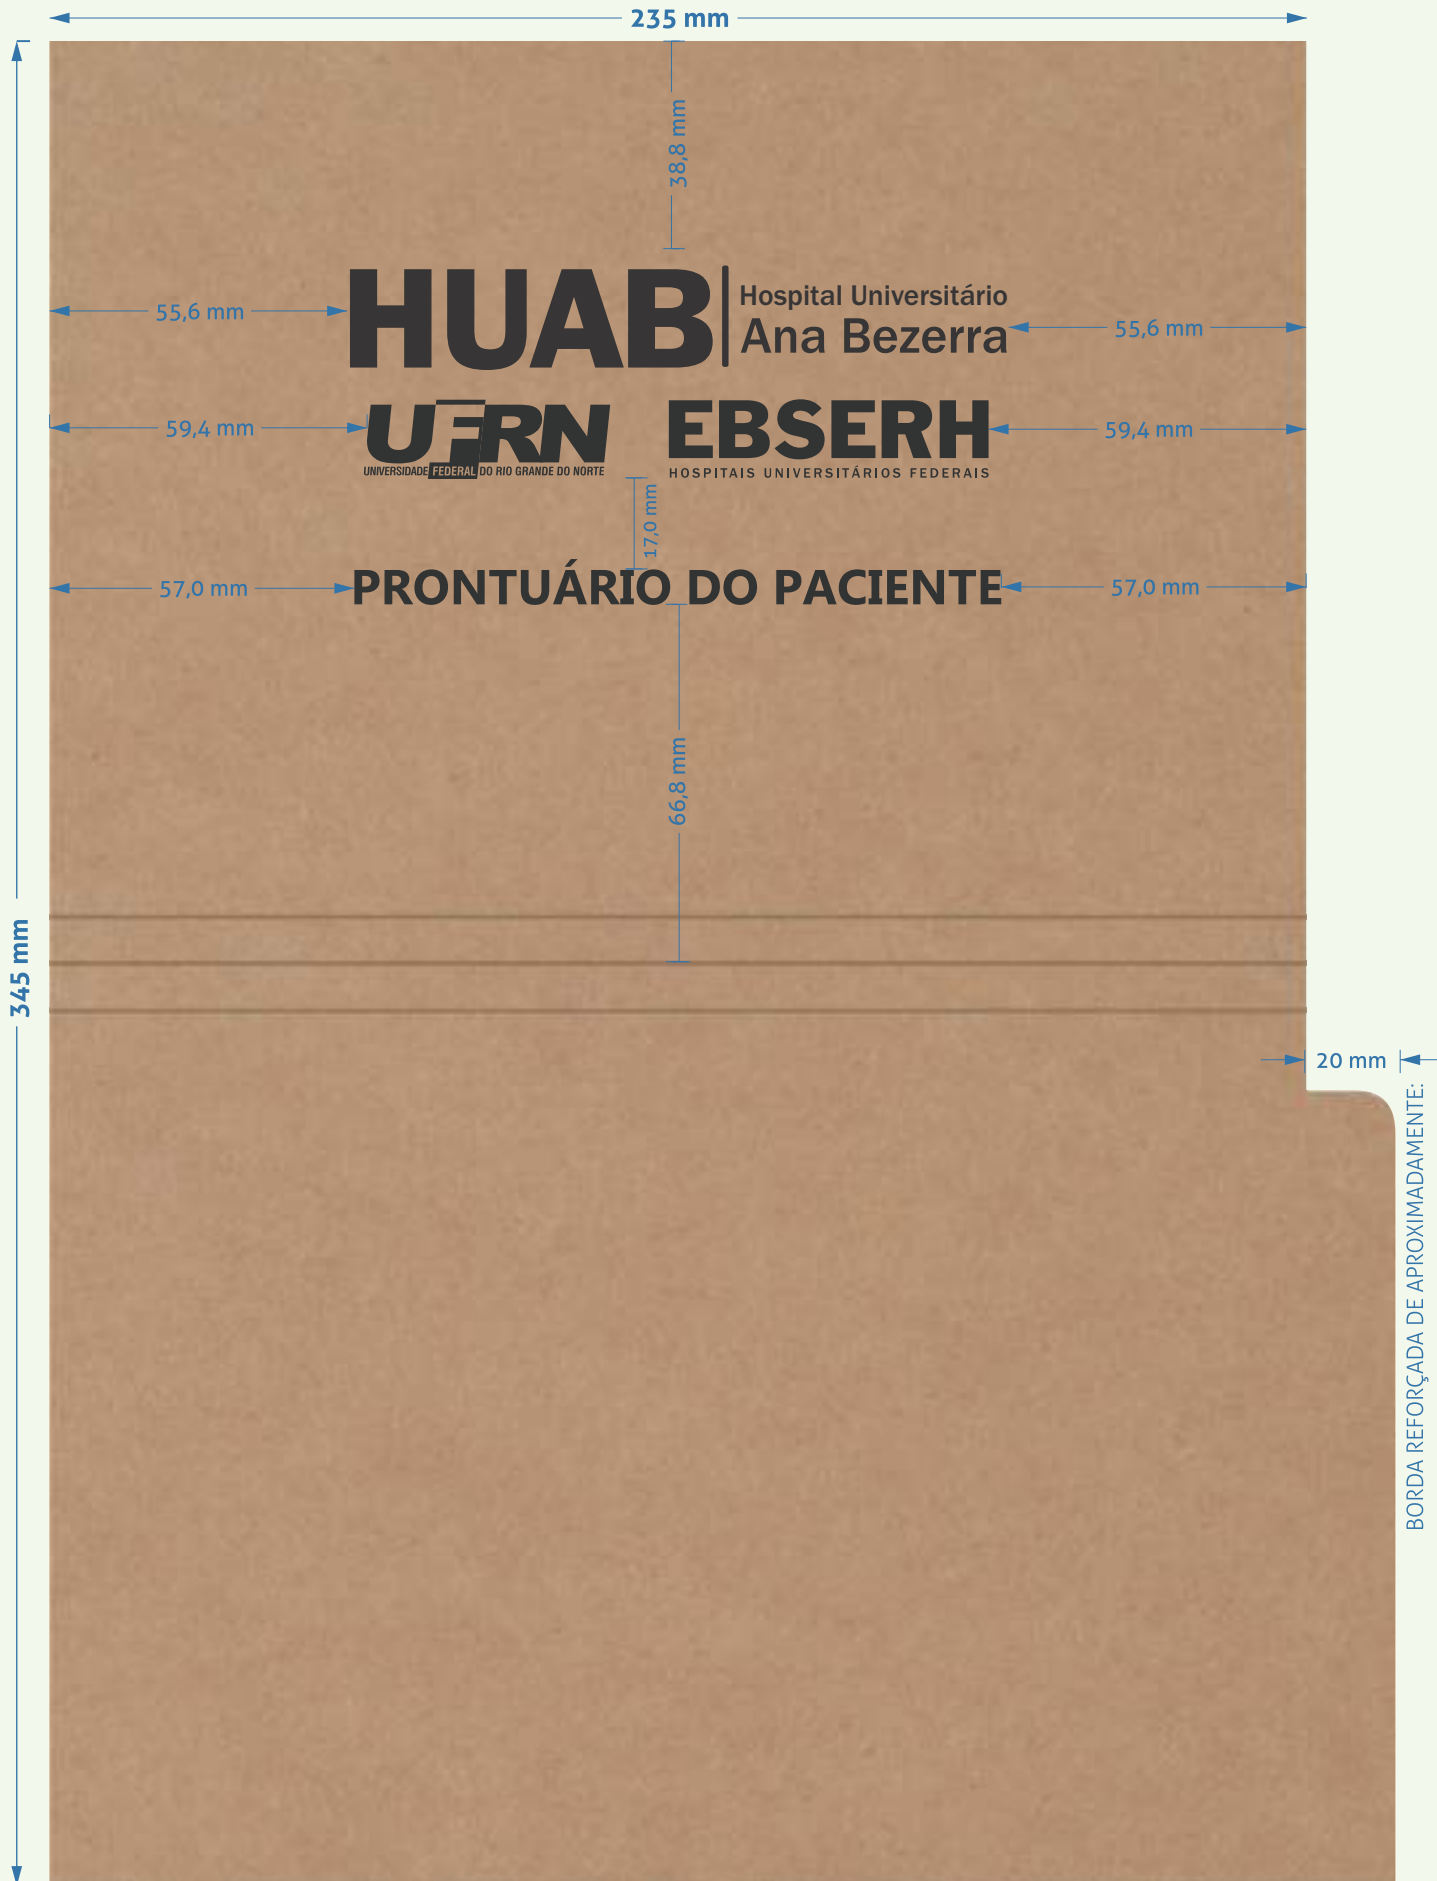 235 mm
38,8 mm
HUAB Hospital Universitário
Ana Bezerra
55,6 mm
55,6 mm
UFRN
UNIVERSIDADE FEDERAL DO RIO GRANDE DO NORTE
EBSERH
HOSPITAIS UNIVERSITÁRIOS FEDERAIS
59,4 mm
59,4 mm
17,0 mm
57,0 mm
PRONTUÁRIO DO PACIENTE
57,0 mm
66,8 mm
345 mm
20 mm
BORDA REFORÇADA DE APROXIMADAMENTE: